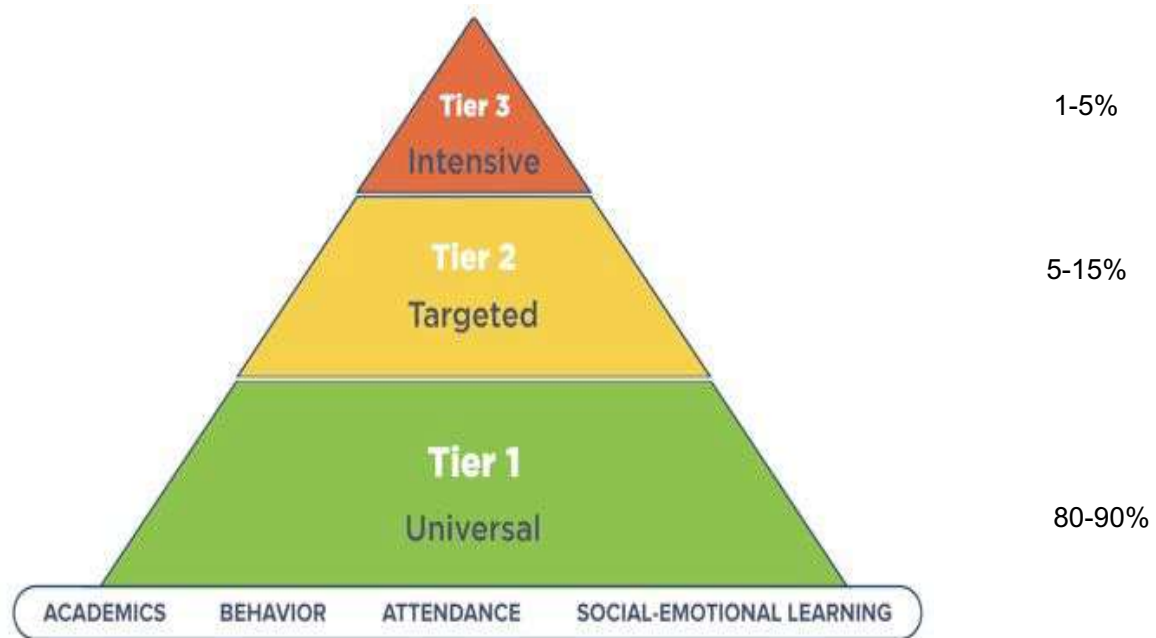 Tier 3
Intensive
1-5%
Tier 2
Targeted
5-15%
Tier 1
Universal
80-90%
ACADEMICS BEHAVIOR ATTENDANCE SOCIAL-EMOTIONAL LEARNING